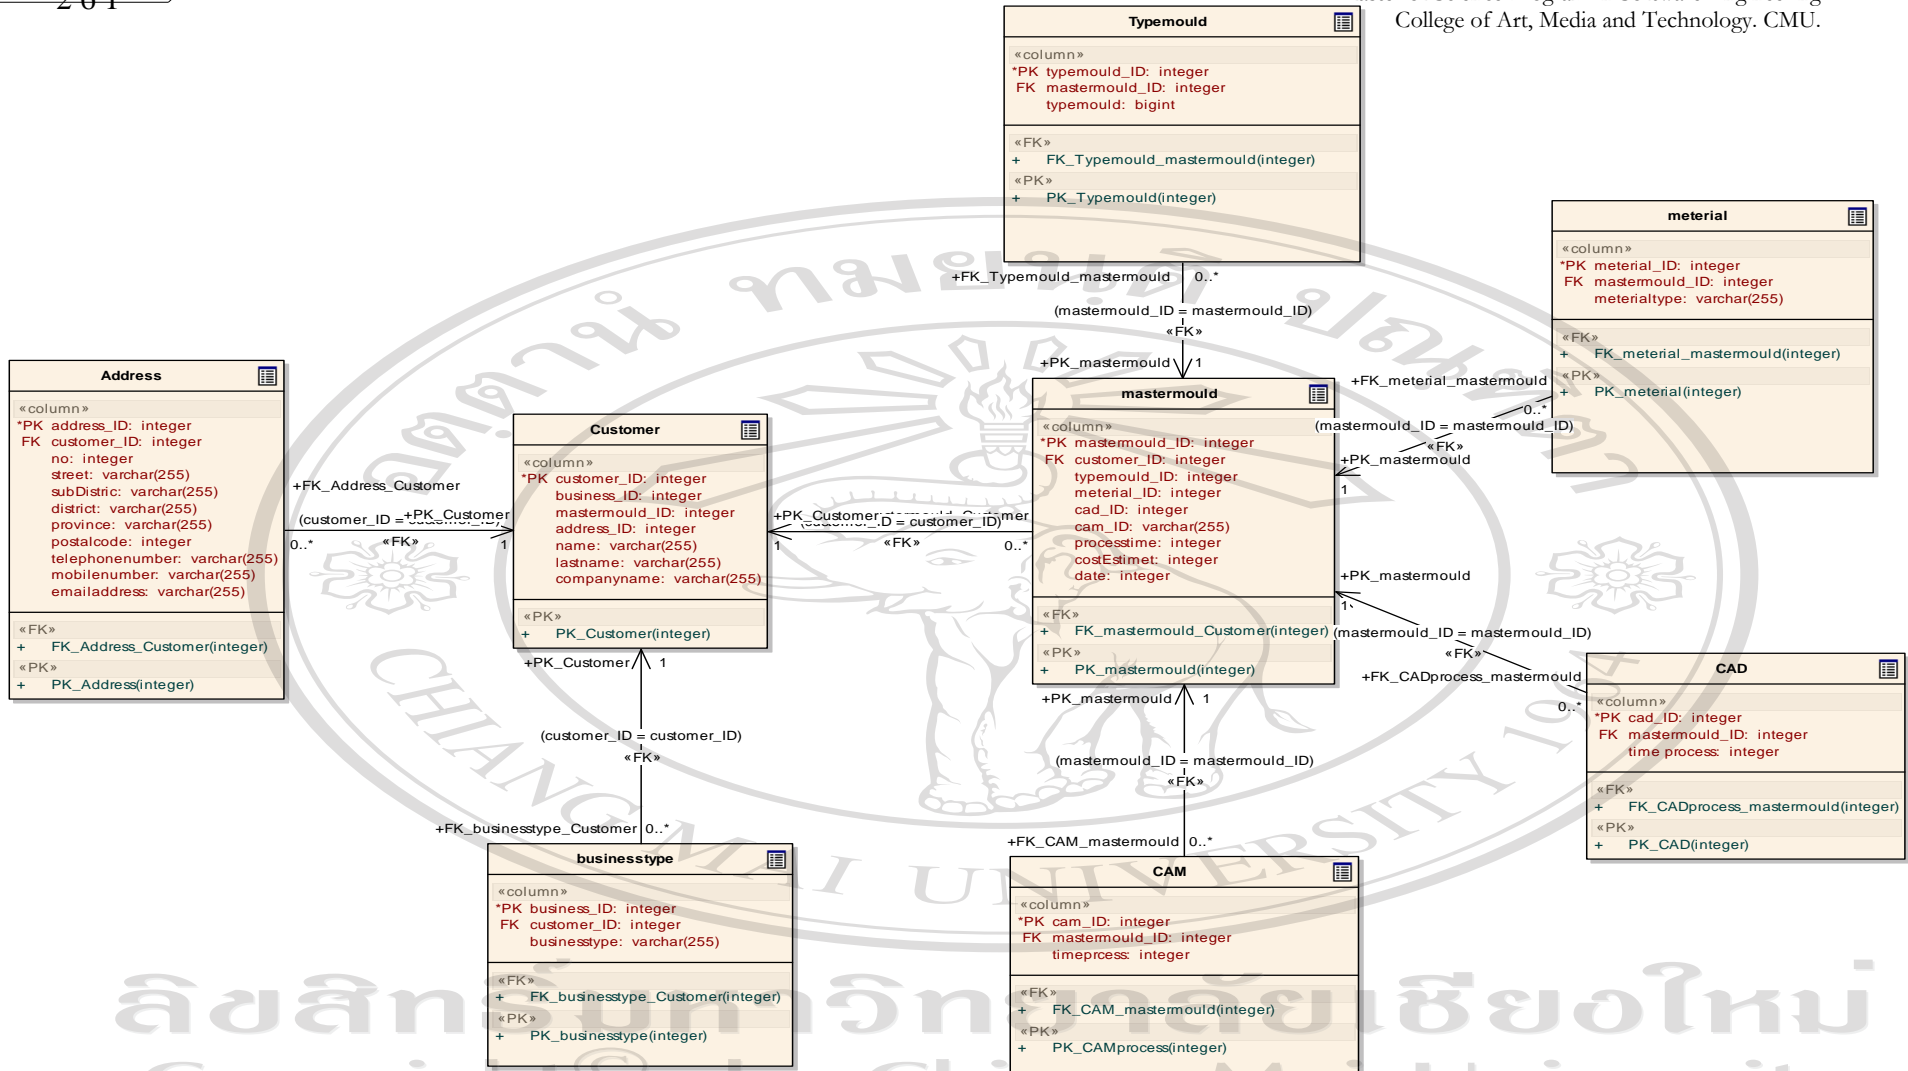 College of Art, Media and Technology. CMU.
Typemould
«column»
*PK typemould_ID: integer
FK mastermould_ID: integer
typemould: bigint
«FK»
+ FK_Typemould_mastermould(integer)
«PK»
+ PK_Typemould(integer)
meterial
«column»
*PK meterial_ID: integer
FK mastermould_ID: integer
meterialtype: varchar(255)
«FK»
+ FK_meterial_mastermould(integer)
«PK»
+ PK_meterial(integer)
+FK_Typemould_mastermould 0..*
(mastermould_ID = mastermould_ID)
«FK»
+PK_mastermould 1
Address
«column»
*PK address_ID: integer
FK customer_ID: integer
no: integer
street: varchar(255)
subDistric: varchar(255)
district: varchar(255)
province: varchar(255)
postalcode: integer
telephonenumber: varchar(255)
mobilenumber: varchar(255)
emailaddress: varchar(255)
«FK»
+ FK_Address_Customer(integer)
«PK»
+ PK_Address(integer)
+FK_Address_Customer
+PK_Customer
(customer_ID =
«FK»
0..* 1
Customer
«column»
*PK customer_ID: integer
business_ID: integer
mastermould_ID: integer
address_ID: integer
name: varchar(255)
lastname: varchar(255)
companyname: varchar(255)
«PK»
+ PK_Customer(integer)
+PK_Customer
= customer_ID)
«FK»
1 0..*
mastermould
«column»
*PK mastermould_ID: integer
FK customer_ID: integer
typemould_ID: integer
meterial_ID: integer
cad_ID: integer
cam_ID: varchar(255)
processtime: integer
costEstimet: integer
date: integer
«FK»
+ FK_mastermould_Customer(integer)
«PK»
+ PK_mastermould(integer)
+FK_meterial_mastermould
0..*
(mastermould_ID = mastermould_ID)
«FK»
+PK_mastermould
1
+PK_mastermould
1
(mastermould_ID = mastermould_ID)
«FK»
+FK_CADprocess_mastermould
0..*
CAD
«column»
*PK cad_ID: integer
FK mastermould_ID: integer
time process: integer
«FK»
+ FK_CADprocess_mastermould(integer)
«PK»
+ PK_CAD(integer)
+PK_Customer 1
(customer_ID = customer_ID)
«FK»
+FK_businesstype_Customer 0..*
businesstype
«column»
*PK business_ID: integer
FK customer_ID: integer
businesstype: varchar(255)
«FK»
+ FK_businesstype_Customer(integer)
«PK»
+ PK_businesstype(integer)
+PK_mastermould 1
(mastermould_ID = mastermould_ID)
«FK»
+FK_CAM_mastermould 0..*
CAM
«column»
*PK cam_ID: integer
FK mastermould_ID: integer
timeprcess: integer
«FK»
+ FK_CAM_mastermould(integer)
«PK»
+ PK_CAMprocess(integer)
CHIANG MAI UNIVERSITY 1964